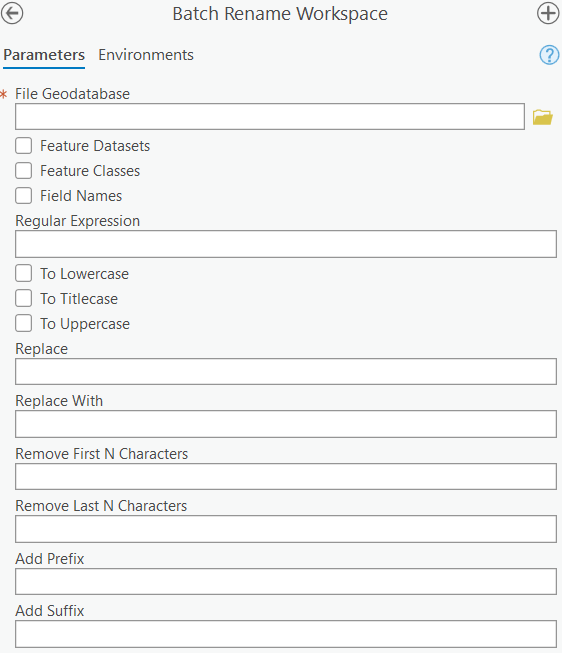 Batch Rename Workspace
Parameters Environments
?
* File Geodatabase
Feature Datasets
Feature Classes
Field Names
Regular Expression
To Lowercase
To Titlecase
To Uppercase
Replace
Replace With
Remove First N Characters
Remove Last N Characters
Add Prefix
Add Suffix